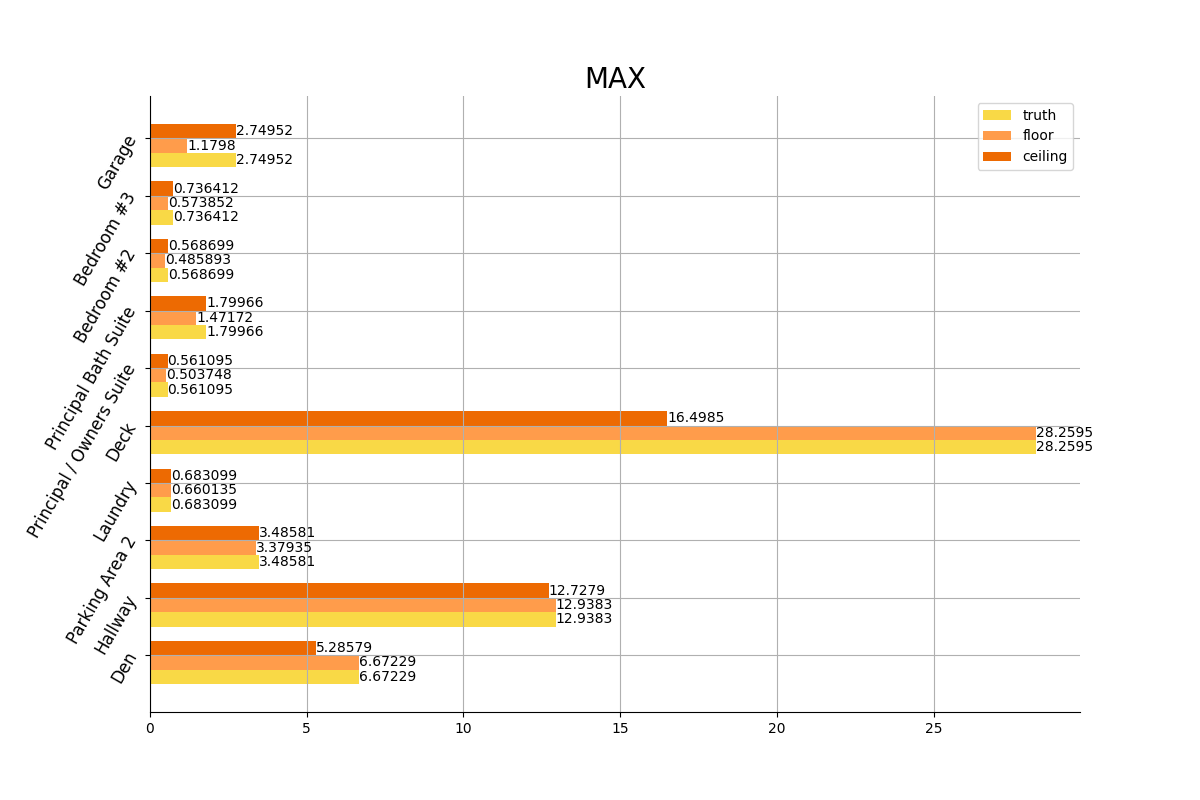 MAX
truth
floor
ceiling
Garage
2.74952
1.1798
2.74952
Bedroom #3
0.736412
0.573852
0.736412
Bedroom #2
0.568699
0.485893
0.568699
Principal Bath Suite
1.79966
1.47172
1.79966
Principal / Owners Suite
0.561095
0.503748
0.561095
Deck
16.4985
28.2595
28.2595
Laundry
0.683099
0.660135
0.683099
Parking Area 2
3.48581
3.37935
3.48581
Hallway
12.7279
12.9383
12.9383
Den
5.28579
6.67229
6.67229
0 5 10 15 20 25